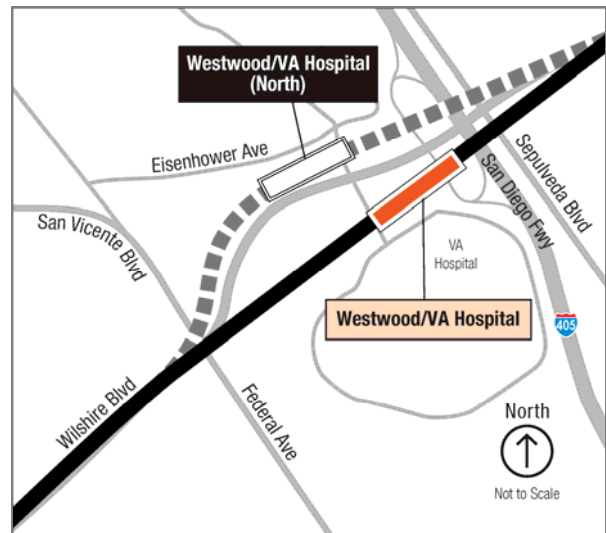 Westwood/VA Hospital
(North)
Eisenhower Ave
San Vicente Blvd
Sepulveda Blvd
San Diego Fwy
VA
Hospital
Westwood/VA Hospital
405
Wilshire Blvd
Federal Ave
North
Not to Scale